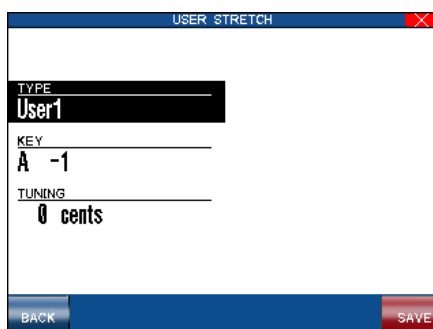 USER STRETCH
TYPE
User1
KEY
A -1
TUNING
0 cents
BACK
SAVE